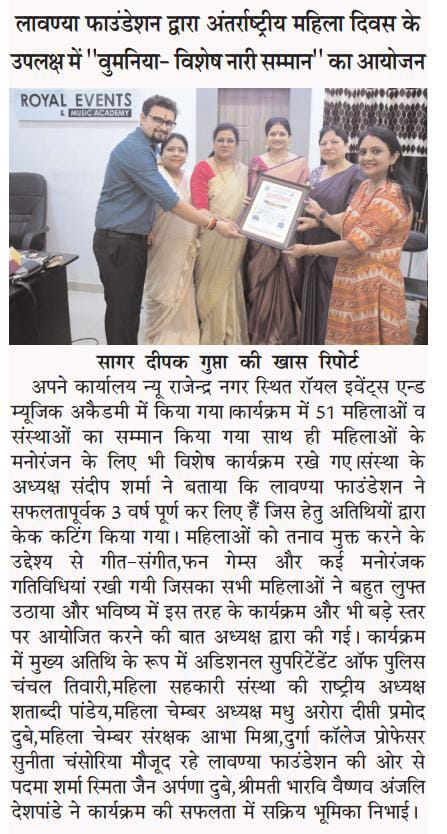 लावण्या फाउंडेशन द्वारा अंतर्राष्ट्रीय महिला दिवस के
उपलक्ष में "वुमनिया- विशेष नारी सम्मान" का आयोजन
ROYAL EVENTS
& MUSIC ACADEMY
सागर दीपक गुप्ता की खास रिपोर्ट
अपने कार्यालय न्यू राजेन्द्र नगर स्थित रॉयल इवेंट्स एन्ड
म्यूजिक अकैडमी में किया गया।कार्यक्रम में 51 महिलाओं व
संस्थाओं का सम्मान किया गया साथ ही महिलाओं के
मनोरंजन के लिए भी विशेष कार्यक्रम रखे गए।संस्था के
अध्यक्ष संदीप शर्मा ने बताया कि लावण्या फाउंडेशन ने
सफलतापूर्वक 3 वर्ष पूर्ण कर लिए हैं जिस हेतु अतिथियों द्वारा
केक कटिंग किया गया। महिलाओं को तनाव मुक्त करने के
उद्देश्य से गीत-संगीत,फन गेम्स और कई मनोरंजक
गतिविधियां रखी गयी जिसका सभी महिलाओं ने बहुत लुफ्त
उठाया और भविष्य में इस तरह के कार्यक्रम और भी बड़े स्तर
पर आयोजित करने की बात अध्यक्ष द्वारा की गई। कार्यक्रम
में मुख्य अतिथि के रूप में अडिशनल सुपरिटेंडेंट ऑफ पुलिस
चंचल तिवारी,महिला सहकारी संस्था की राष्ट्रीय अध्यक्ष
शताब्दी पांडेय,महिला चेम्बर अध्यक्ष मधु अरोरा दीप्ती प्रमोद
दुबे,महिला चेम्बर संरक्षक आभा मिश्रा,दुर्गा कॉलेज प्रोफेसर
सुनीता चंसोरिया मौजूद रहे लावण्या फाउंडेशन की ओर से
पदमा शर्मा स्मिता जैन अर्पणा दुबे,श्रीमती भारवि वैष्णव अंजलि
देशपांडे ने कार्यक्रम की सफलता में सक्रिय भूमिका निभाई।